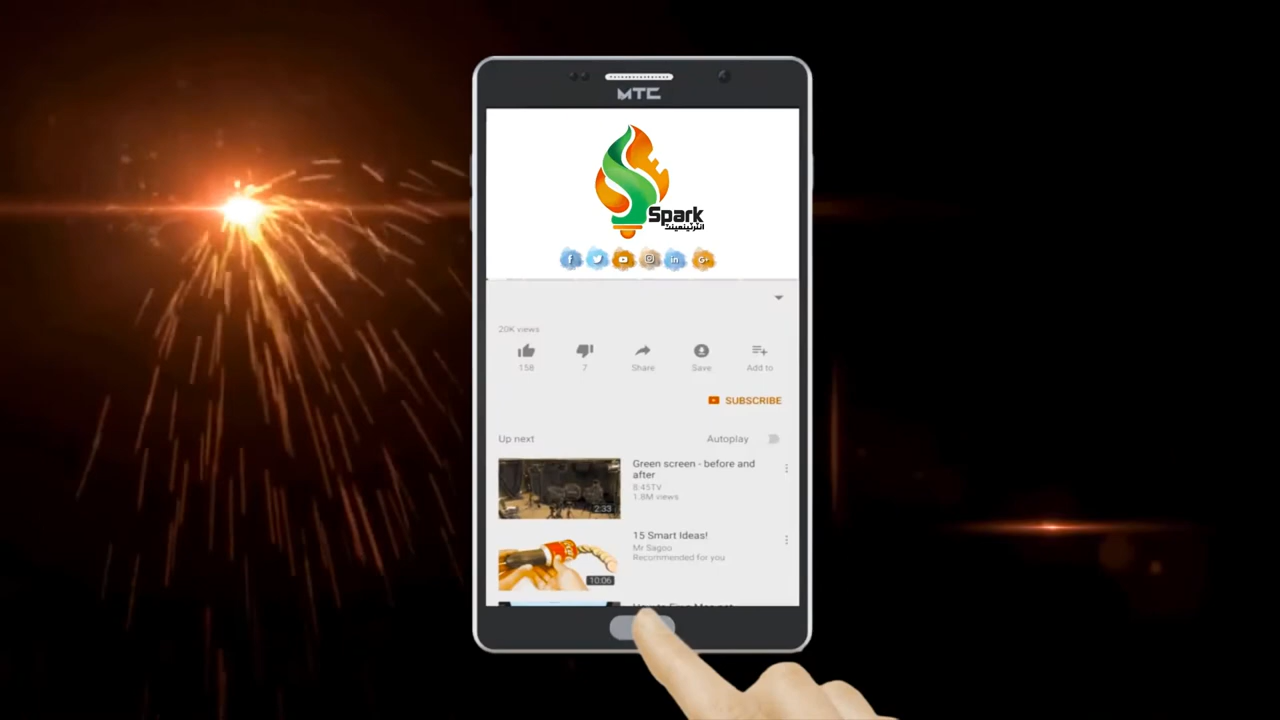 MTC
Spark
انترتينمينت
20K views
158
7
Share
Save
Add to
SUBSCRIBE
Up next
Autoplay
Green screen - before and
after
8:45TV
1.8M views
2:33
15 Smart Ideas!
Mr Sagoo
Recommended for you
10:06